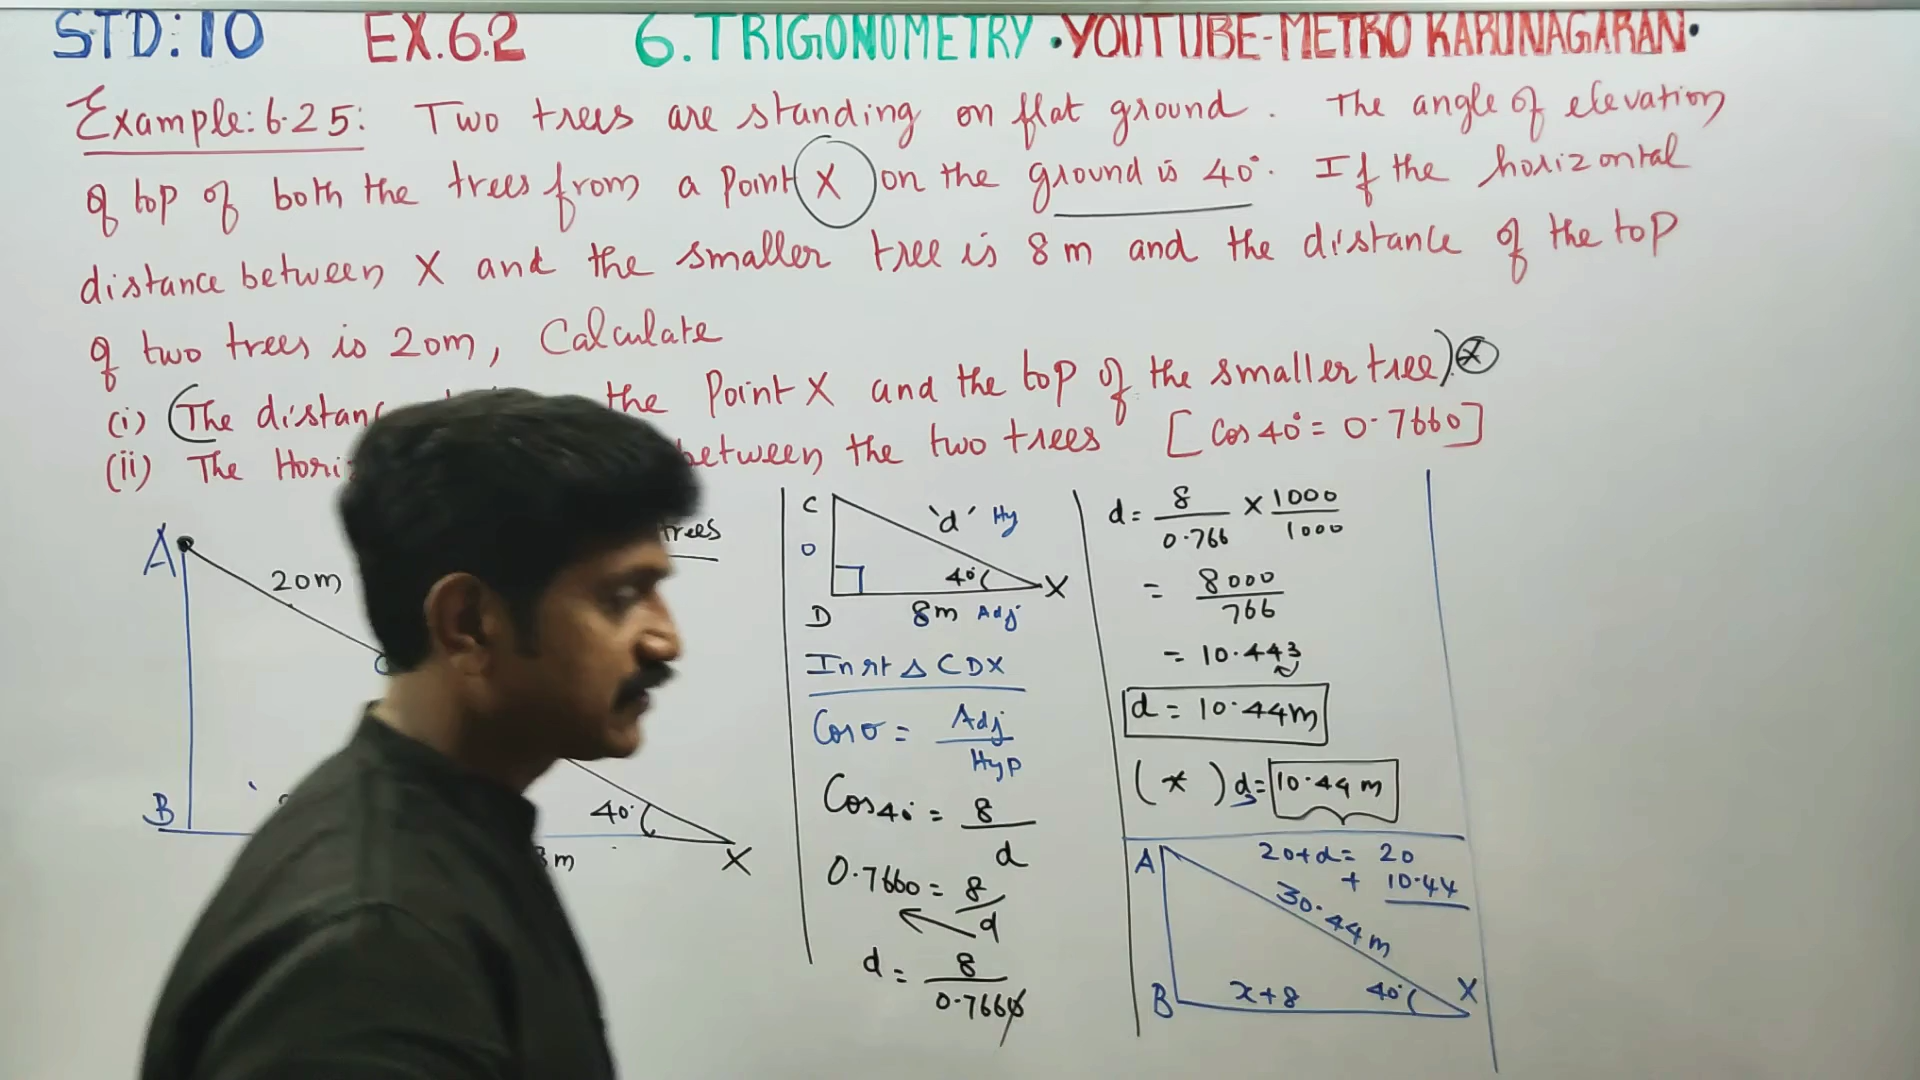 STD:10 EX.6.2 6.TRIGONOMETRY •YOUTUBE-METRO KARUNAGARAN•
Example:6.25: Two trees are standing on flat ground. The angle of elevation
of top of both the trees from a point X on the ground is 40°. If the horizontal
distance between X and the smaller tree is 8m and the distance of the top
of two trees is 20m, Calculate
(i) (The distanc the Point X and the top of the smaller tree). *
(ii) The Hori between the two trees [Cos 40° = 0.7660]
A
20m
B
40°
8m
X
trees
C
'd' Hy
O
40°
X
D
8m Adj
In rt Δ CDX
Cosθ = Adj/Hyp
Cos40 = 8/d
0.7660 = 8/d
d = 8/0.7660
d = 8/0.766 × 1000/1000
= 8000/766
= 10.443
d = 10.44m
(*) d = 10.44 m
A
20+d = 20
+ 10.44
30.44m
B
x+8
40°
X